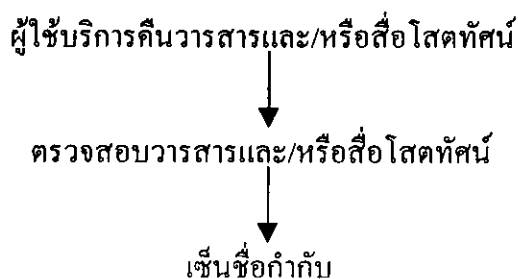 ผู้ใช้บริการคืนวารสารและ/หรือสื่อโสตทัศน์
ตรวจสอบวารสารและ/หรือสื่อโสตทัศน์
เซ็นชื่อกำกับ